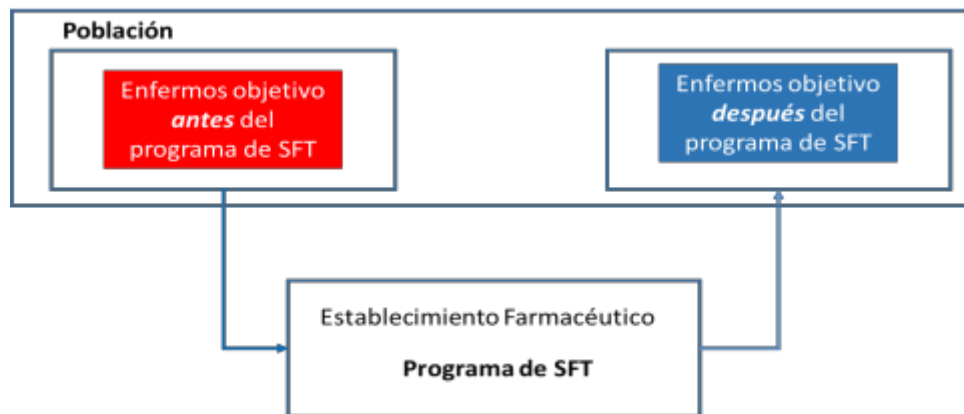 Población
Enfermos objetivo
antes del
programa de SFT
Enfermos objetivo
después del
programa de SFT
Establecimiento Farmacéutico
Programa de SFT